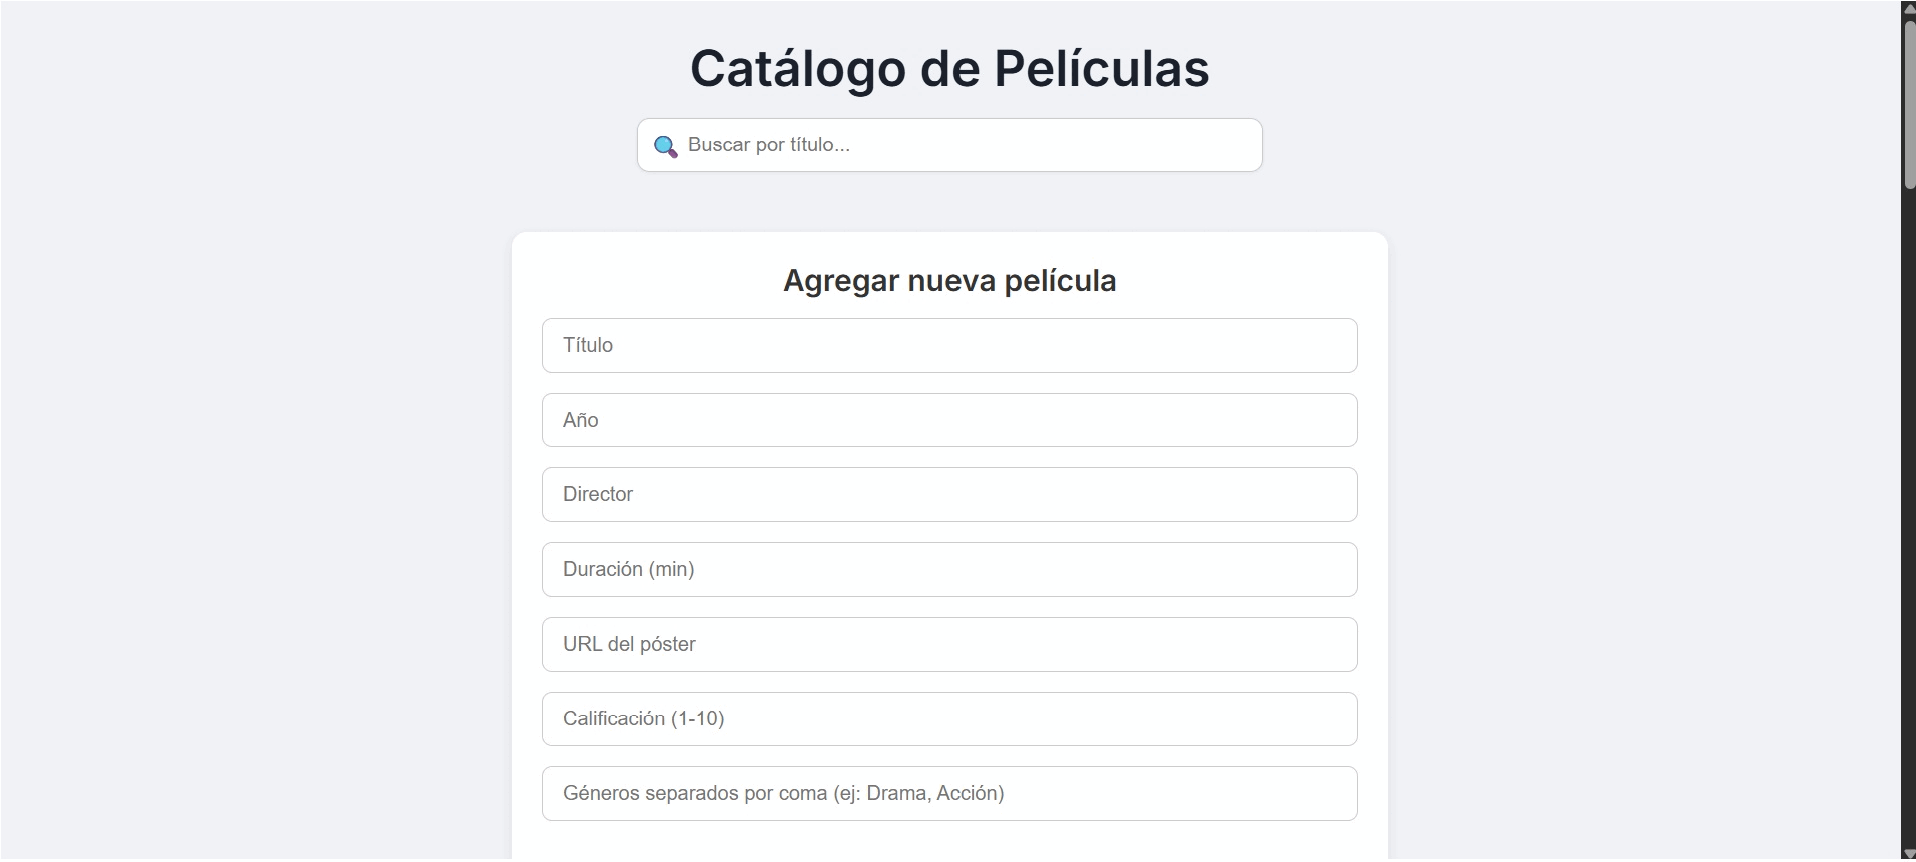 Catálogo de Películas
Buscar por título...
Agregar nueva película
Título
Año
Director
Duración (min)
URL del póster
Calificación (1-10)
Géneros separados por coma (ej: Drama, Acción)